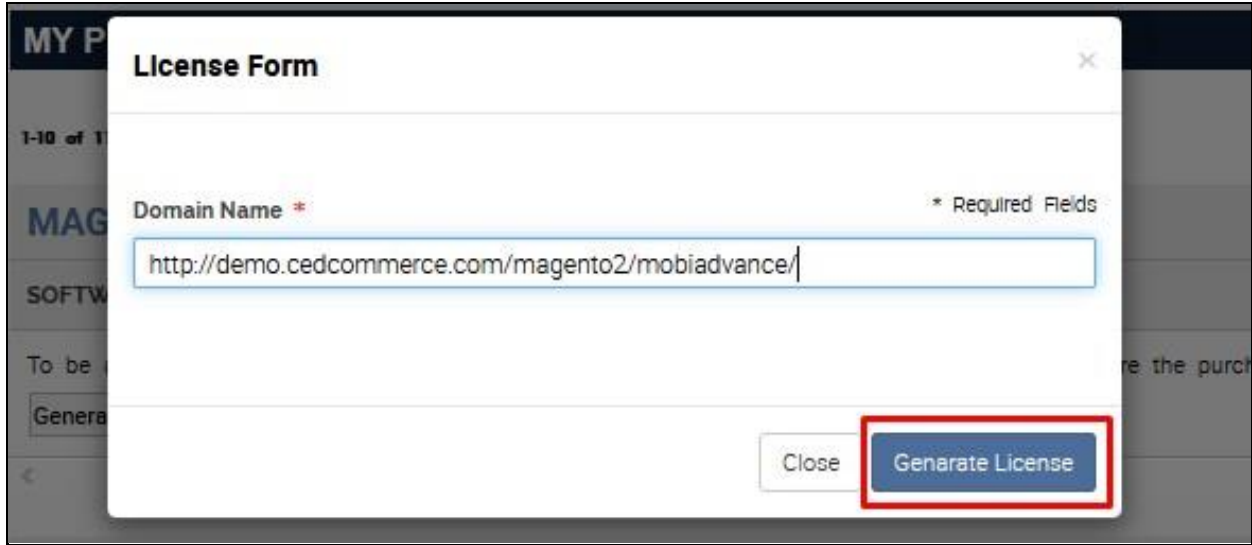 MY P
License Form
×
1-10 of 1
Domain Name *
* Required Fields
MAG
http://demo.cedcommerce.com/magento2/mobiadvance/
SOFTW
To be
re the purch
Genera
Close
Genarate License
<